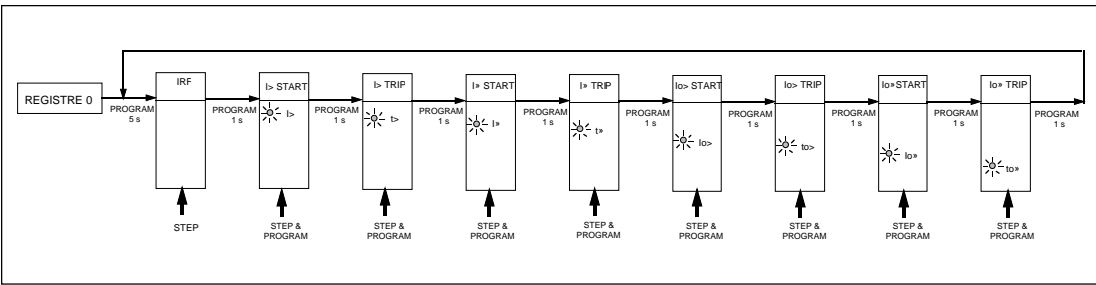 IRF
I> START
I> TRIP
I» START
I» TRIP
Io> START
Io> TRIP
Io» START
Io» TRIP
REGISTRE 0
PROGRAM
5 s
PROGRAM
1 s
PROGRAM
1 s
PROGRAM
1 s
PROGRAM
1 s
PROGRAM
1 s
PROGRAM
1 s
PROGRAM
1 s
PROGRAM
1 s
PROGRAM
1 s
I>
t>
I»
t»
Io>
to>
Io»
to»
STEP
STEP &
PROGRAM
STEP &
PROGRAM
STEP &
PROGRAM
STEP &
PROGRAM
STEP &
PROGRAM
STEP &
PROGRAM
STEP &
PROGRAM
STEP &
PROGRAM